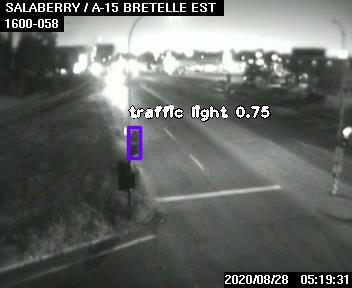 SALABERRY / A-15 BRETELLE EST
1600-058
traffic light 0.75
2020/08/28 05:19:31